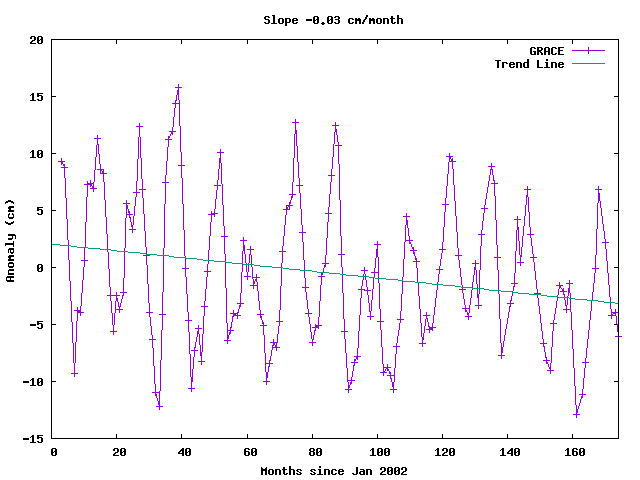 Slope -0.03 cm/month
GRACE
Trend Line
20
15
10
5
0
-5
-10
-15
Anomaly (cm)
0 20 40 60 80 100 120 140 160
Months since Jan 2002